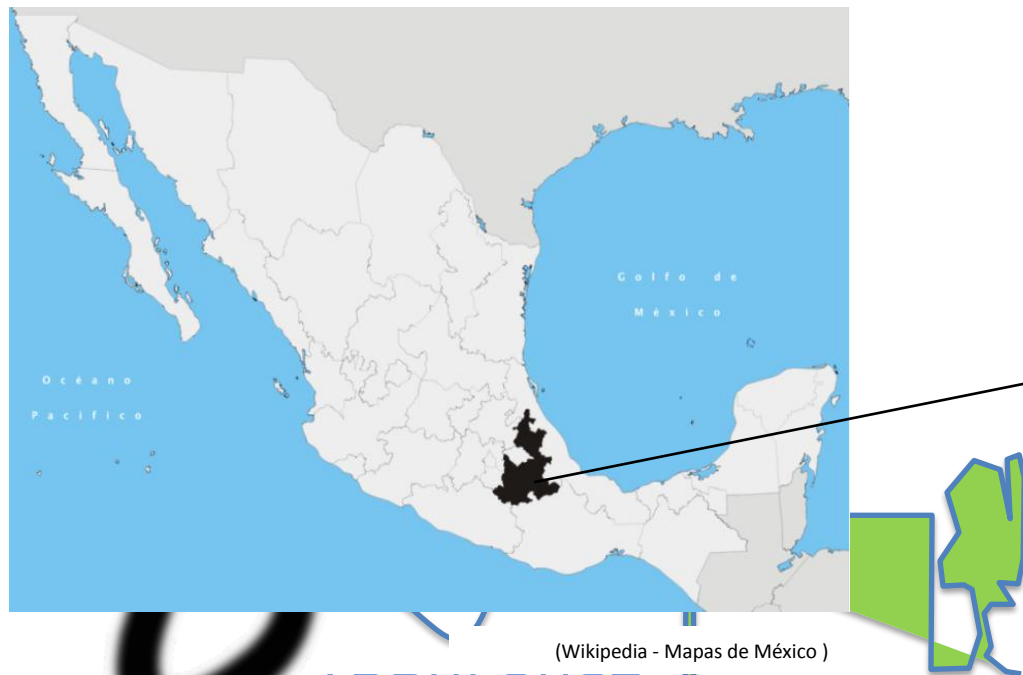 Golfo de
México
Océano
Pacífico
(Wikipedia - Mapas de México )